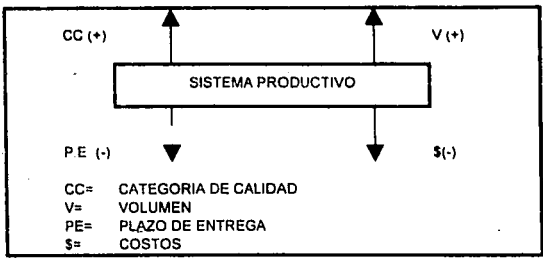 CC (+) V (+)
SISTEMA PRODUCTIVO
P.E (-) $(-)
CC= CATEGORIA DE CALIDAD
V= VOLUMEN
PE= PLAZO DE ENTREGA
$= COSTOS